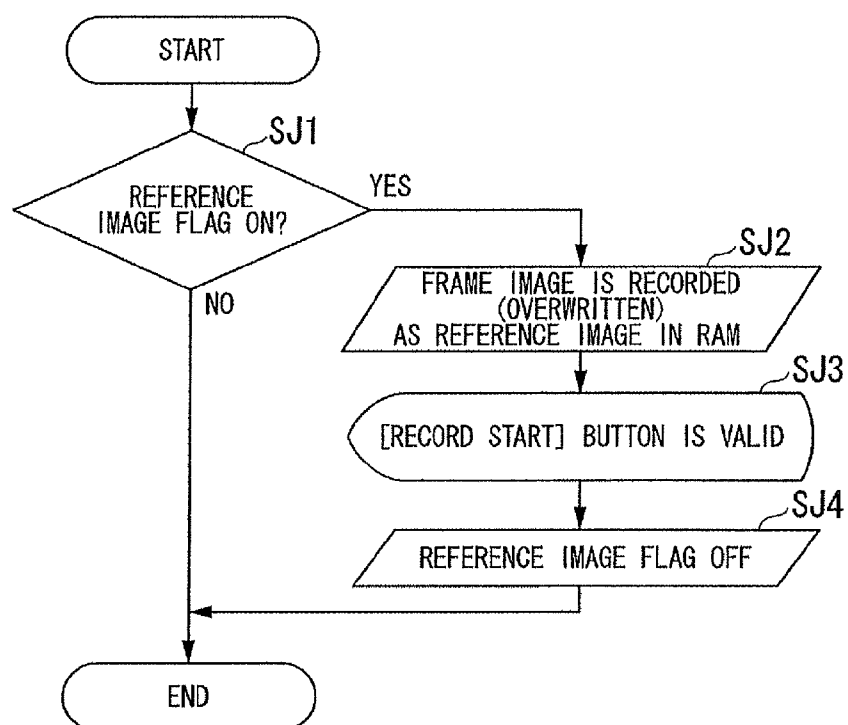 START
SJ1
REFERENCE
IMAGE FLAG ON?
YES
NO
SJ2
FRAME IMAGE IS RECORDED
(OVERWRITTEN)
AS REFERENCE IMAGE IN RAM
SJ3
[RECORD START] BUTTON IS VALID
SJ4
REFERENCE IMAGE FLAG OFF
END